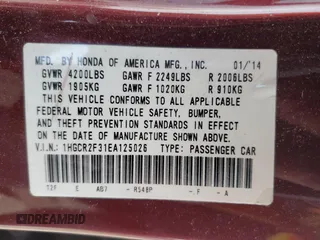 MFD. BY HONDA OF AMERICA MFG., INC. 01/14
GVWR 4200LBS GAWR F 2249LBS R 2006LBS
GVWR 1905KG GAWR F 1020KG R 910KG
THIS VEHICLE CONFORMS TO ALL APPLICABLE
FEDERAL MOTOR VEHICLE SAFETY, BUMPER,
AND THEFT PREVENTION STANDARDS IN EFFECT
ON THE DATE OF MANUFACTURE SHOWN ABOVE.
V.I.N.: 1HGCR2F31EA125026 TYPE: PASSENGER CAR
E - F - A
DREAMBID